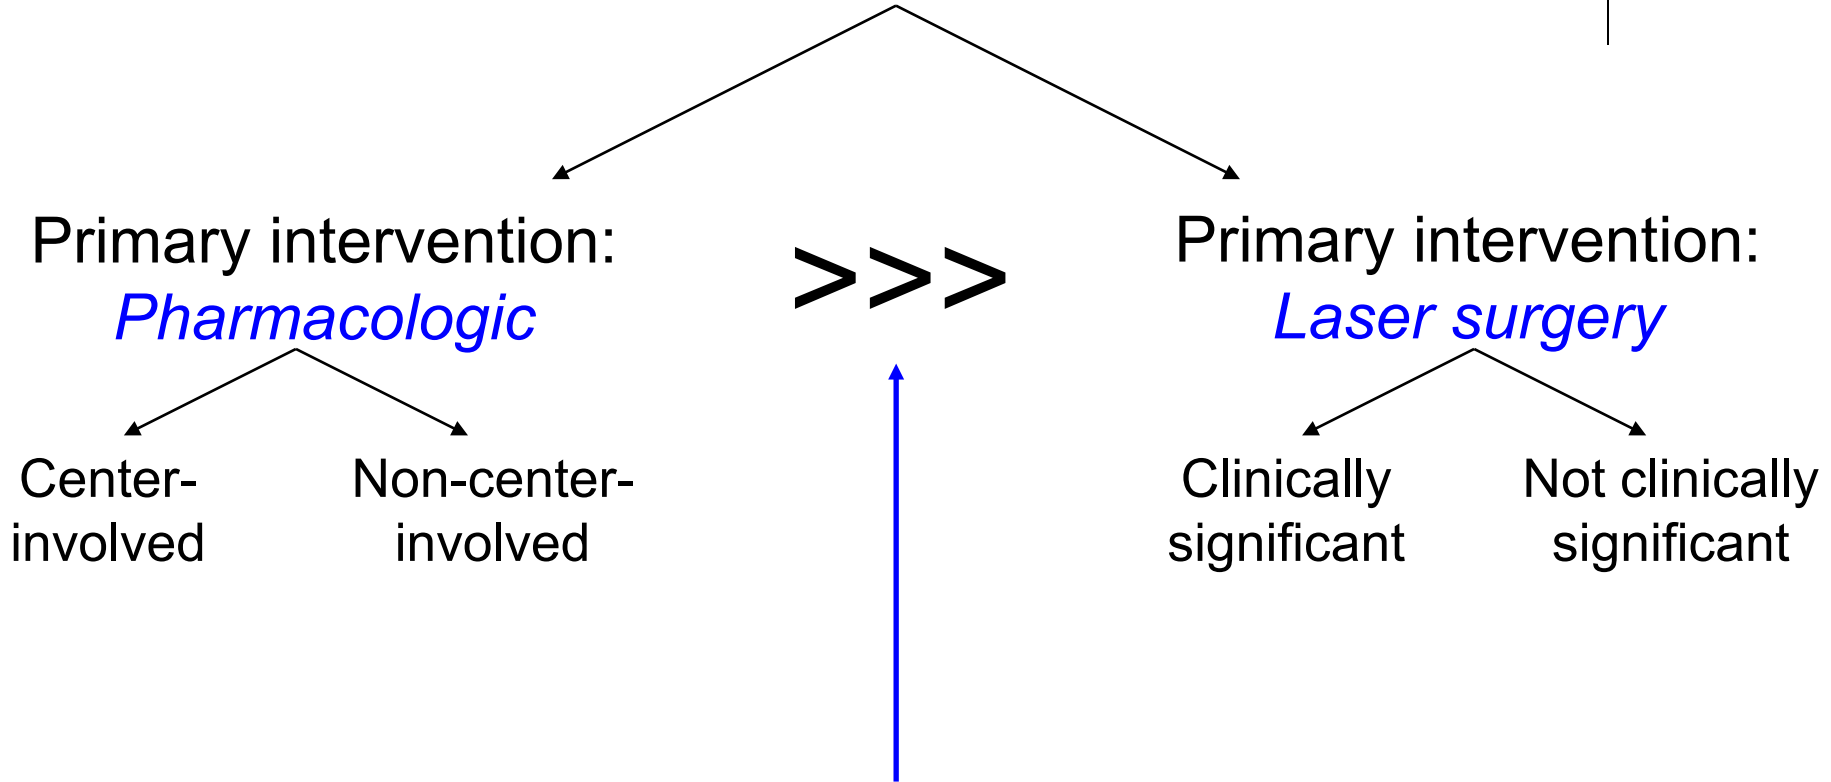 Primary intervention:
Pharmacologic
>>>
Primary intervention:
Laser surgery
Center-
involved
Non-center-
involved
Clinically
significant
Not clinically
significant